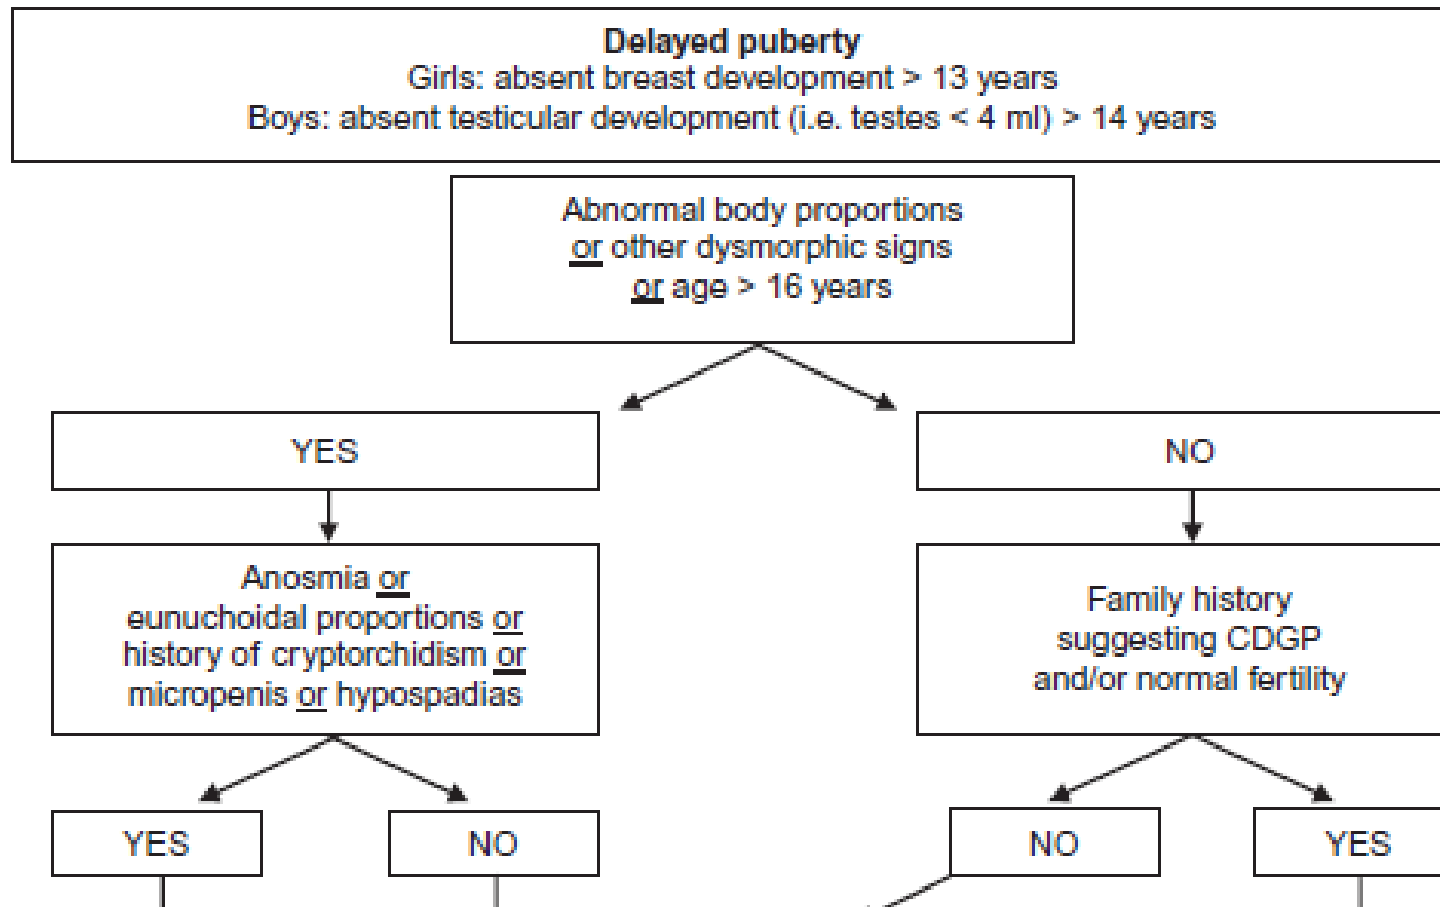 Delayed puberty
Girls: absent breast development > 13 years
Boys: absent testicular development (i.e. testes < 4 ml) > 14 years
Abnormal body proportions
or other dysmorphic signs
or age > 16 years
YES
NO
Anosmia or
eunuchoidal proportions or
history of cryptorchidism or
micropenis or hypospadias
Family history
suggesting CDGP
and/or normal fertility
YES
NO
NO
YES